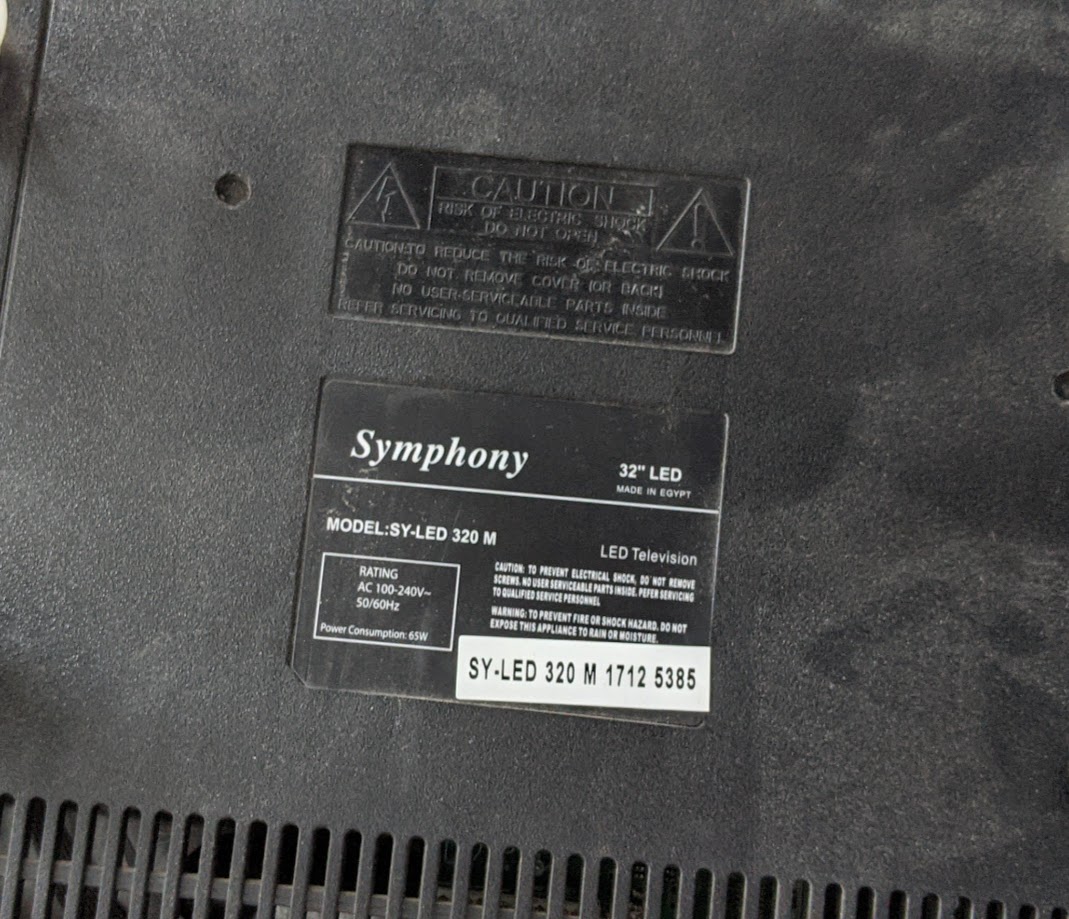 CAUTION
RISK OF ELECTRIC SHOCK
DO NOT OPEN
CAUTION:TO REDUCE THE RISK OF ELECTRIC SHOCK
DO NOT REMOVE COVER (OR BACK)
NO USER-SERVICEABLE PARTS INSIDE
REFER SERVICING TO QUALIFIED SERVICE PERSONNEL
Symphony
32" LED
MADE IN EGYPT
MODEL:SY-LED 320 M
LED Television
RATING
AC 100-240V~
50/60Hz
Power Consumption: 65W
CAUTION: TO PREVENT ELECTRICAL SHOCK, DO NOT REMOVE
SCREWS. NO USER SERVICEABLE PARTS INSIDE. PEFER SERVICING
TO QUALIFIED SERVICE PERSONNEL
WARNING: TO PREVENT FIRE OR SHOCK HAZARD. DO NOT
EXPOSE THIS APPLIANCE TO RAIN OR MOISTURE.
SY-LED 320 M 1712 5385